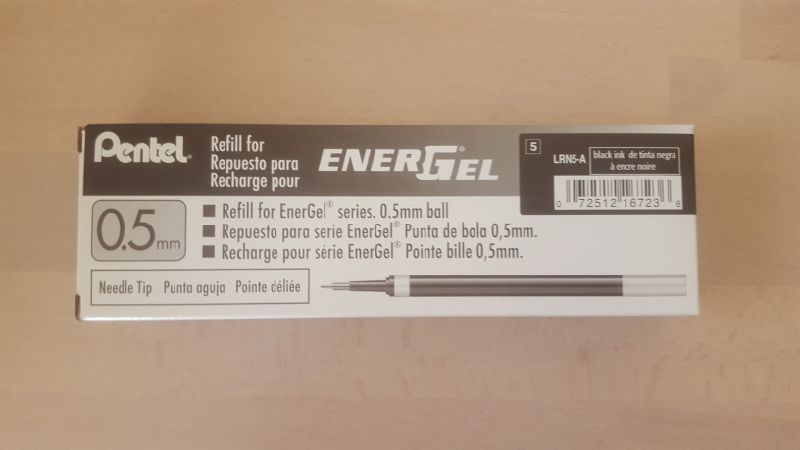 Pentel®
Refill for
Repuesto para
Recharge pour
ENERGEL®
5
LRN5-A
black ink de tinta negra
à encre noire
0 72512 16723 6
0.5mm
■ Refill for EnerGel® series. 0.5mm ball
■ Repuesto para série EnerGel® Punta de bola 0,5mm.
■ Recharge pour série EnerGel® Pointe bille 0,5mm.
Needle Tip Punta aguja Pointe déliée